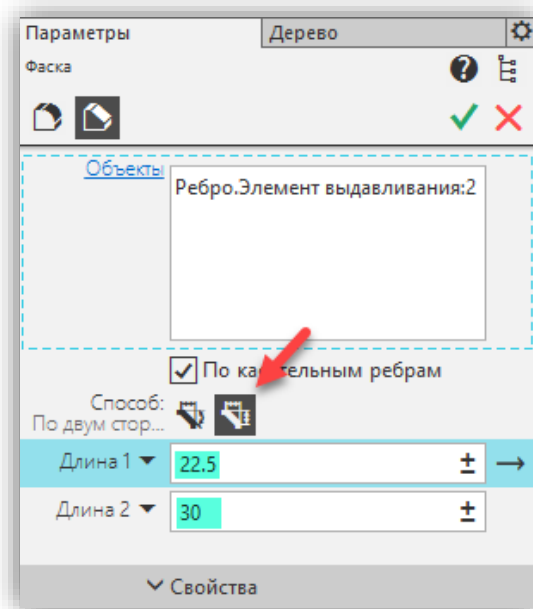 Параметры
Дерево
Фаска
Объекты
Ребро.Элемент выдавливания:2
По касательным ребрам
Способ:
По двум стор...
Длина 1
22.5
Длина 2
30
Свойства